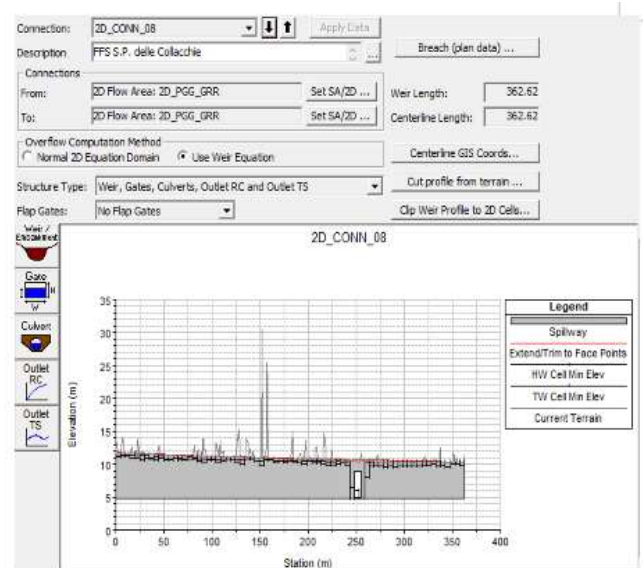 Connection: 2D_CONN_08 Apply Data
Description FFS S.P. delle Collacchie ... Breach (plan data) ...
Connections
From: 2D Flow Area: 2D_PGG_GRR Set SA/2D ... Weir Length: 362.62
To: 2D Flow Area: 2D_PGG_GRR Set SA/2D ... Centerline Length: 362.62
Overflow Computation Method
Normal 2D Equation Domain Use Weir Equation Centerline GIS Coords...
Structure Type: Weir, Gates, Culverts, Outlet RC and Outlet TS Cut profile from terrain ...
Flap Gates: No Flap Gates Clip Weir Profile to 2D Cells...
Weir /
Embankment
Gate
H
W
Culvert
Outlet
RC
Outlet
TS
2D_CONN_08
Elevation (m)
35
30
25
20
15
10
5
0
0 50 100 150 200 250 300 350 400
Station (m)
Legend
Spillway
Extend/Trim to Face Points
HW Cell Min Elev
TW Cell Min Elev
Current Terrain